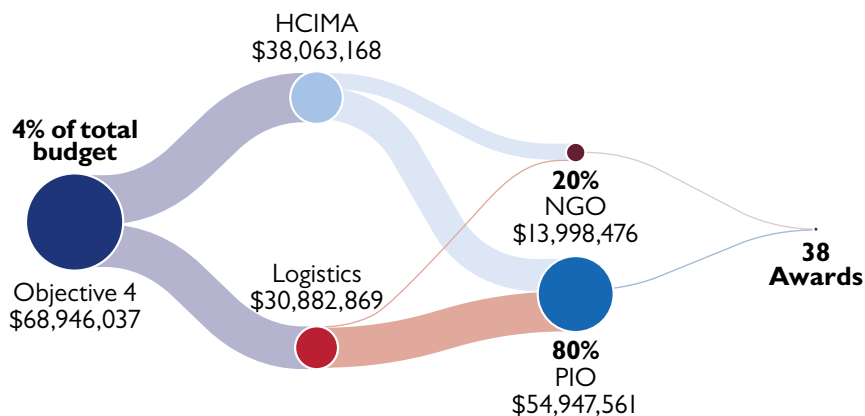 HCIMA
$38,063,168
4% of total
budget
Objective 4
$68,946,037
Logistics
$30,882,869
20%
NGO
$13,998,476
80%
PIO
$54,947,561
38
Awards